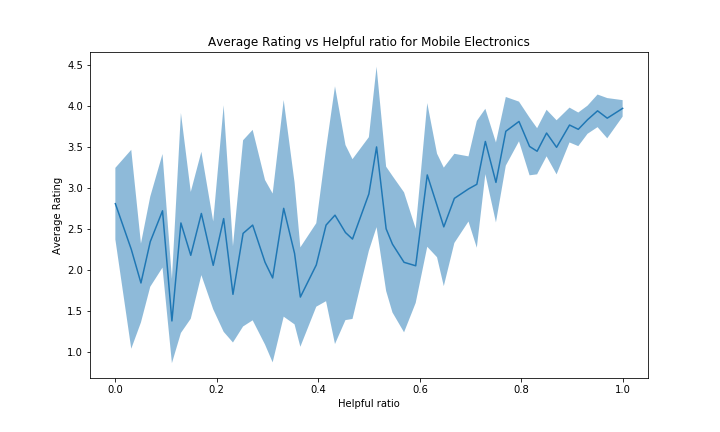 Average Rating vs Helpful ratio for Mobile Electronics
4.5
4.0
3.5
3.0
2.5
2.0
1.5
1.0
Average Rating
0.0 0.2 0.4 0.6 0.8 1.0
Helpful ratio